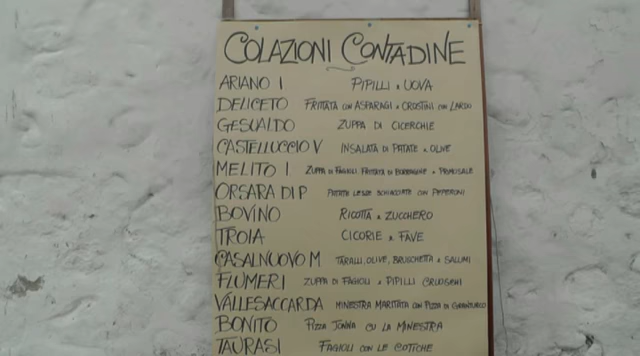 COLAZIONI CONTADINE
ARIANO I PIPILLI e UOVA
DELICETO FRITTATA con ASPARAGI e CROSTINI con LARDO
GESUALDO ZUPPA DI CICERCHIE
CASTELLUCCIO V INSALATA DI PATATE e OLIVE
MELITO I. ZUPPA DI FAGIOLI, FRITTATA DI BORRAGINE e PRIMOSALE
ORSARA DI P PATATE LESSE SCHIACCIATE CON PEPERONI
BOVINO RICOTTA e ZUCCHERO
TROIA CICORIE e FAVE
CASALNUOVO M TARALLI, OLIVE, BRUSCHETTA e SALUMI
FLUMERI ZUPPA DI FAGIOLI e PIPILLI CRUOSCHI
VALLESACCARDA MINESTRA MARITATA CON PIZZA DI GRANTURCO
BONITO PIZZA JONNA CU LA MINESTRA
TAURASI FAGIOLI CON LE COTICHE